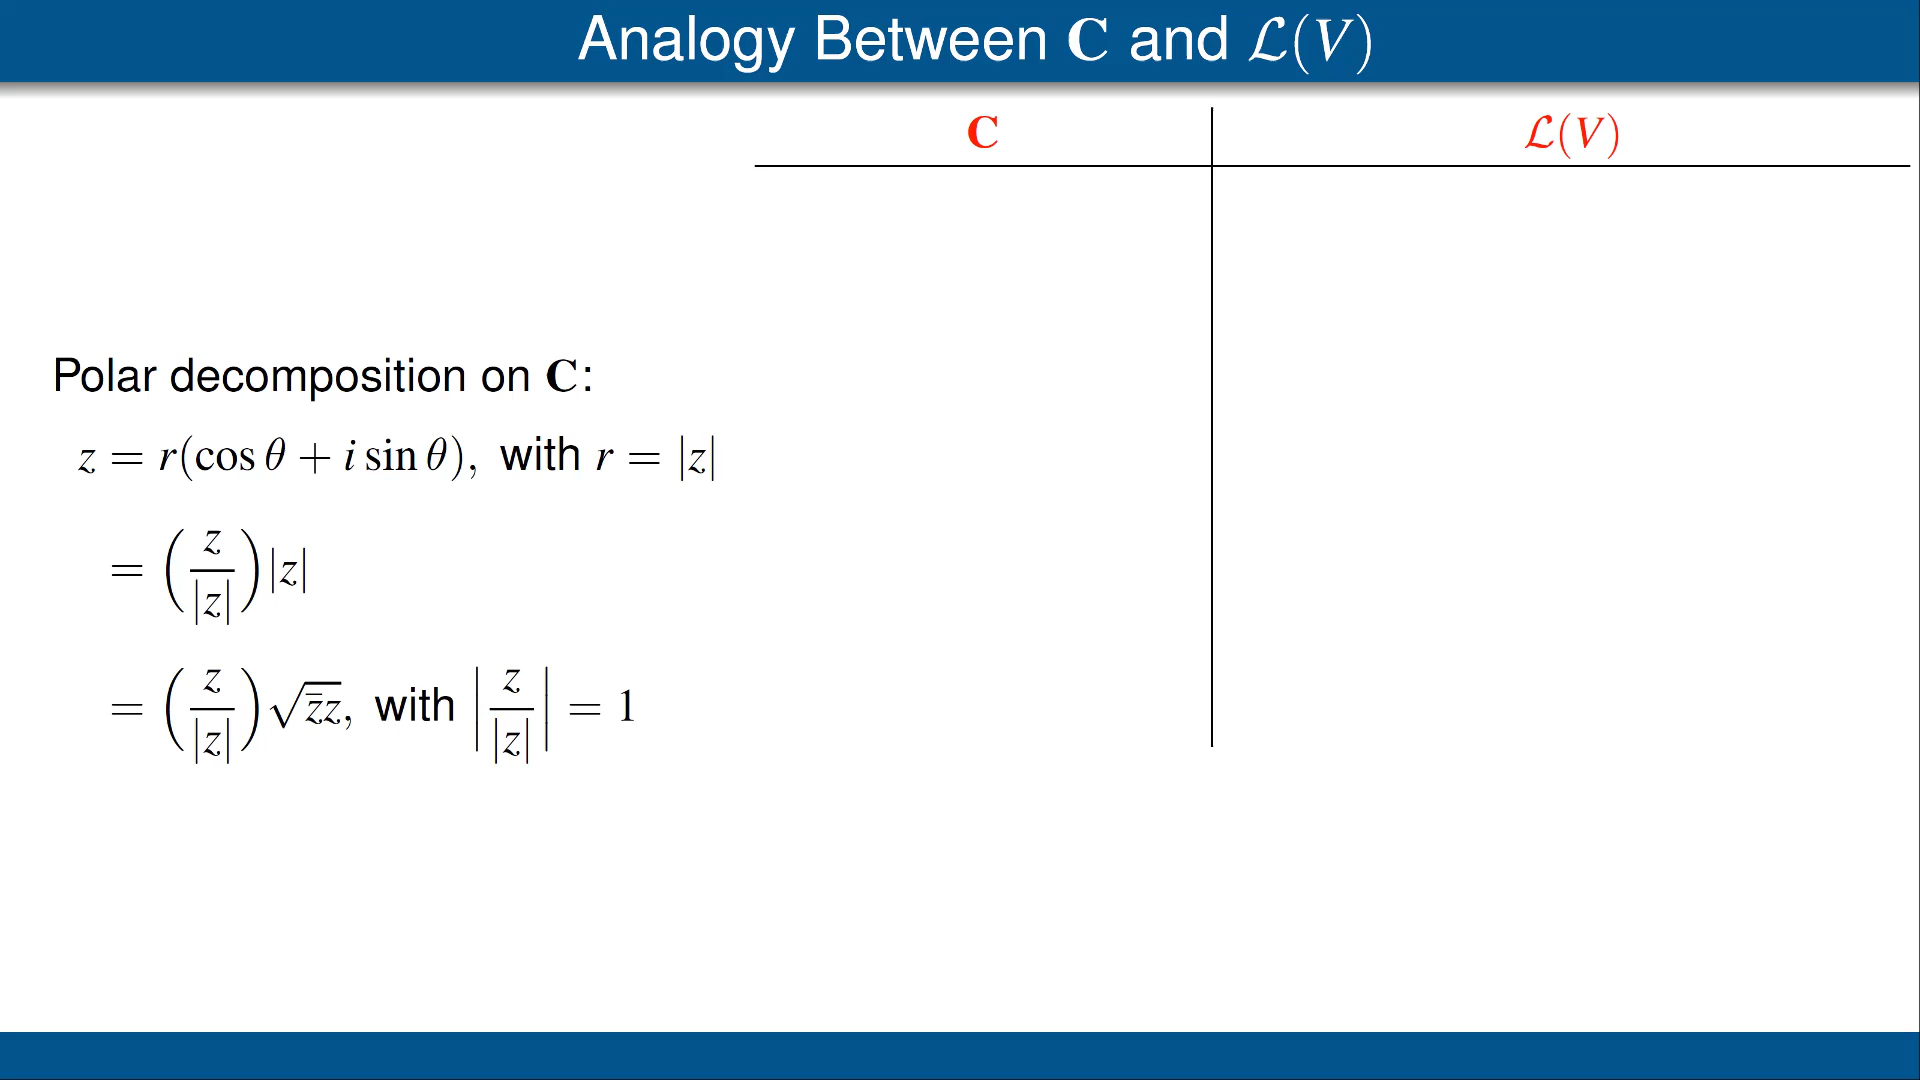 Analogy Between C and ℒ(V)
C ℒ(V)
Polar decomposition on C:
z = r(cos θ + i sin θ), with r = |z|
= (z/|z|)|z|
= (z/|z|)√(z̄z), with |z/|z|| = 1